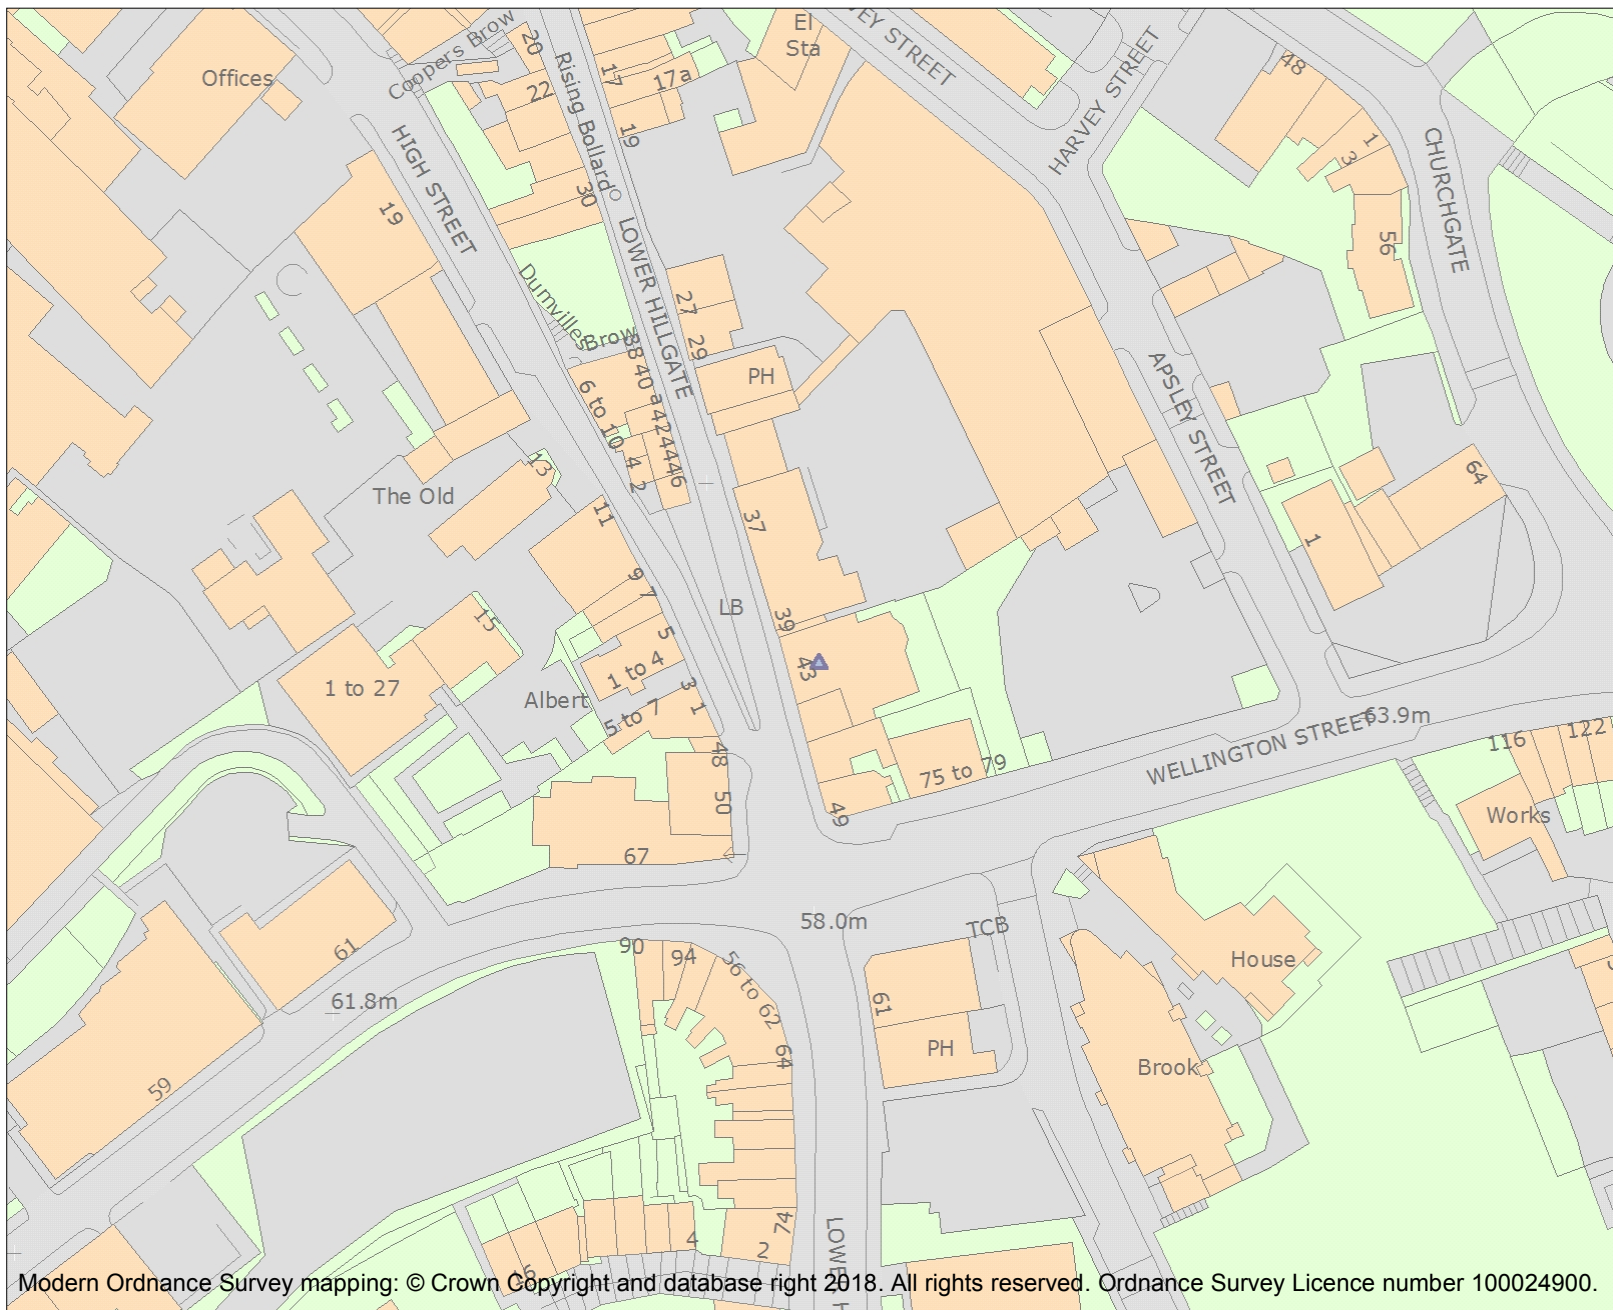 El
Sta
VEY STREET
Coopers Brow
20
17
17a
Offices
22
Rising Bollard
19
HARVEY STREET
48
1
3
CHURCHGATE
HIGH STREET
30
19
56
LOWER HILLGATE
Dumvilles
Brow
27
29
38
40
a
42
44
46
PH
6 to 10
4
2
APSLEY STREET
13
The Old
11
37
64
1
9
7
LB
39
15
5
1 to 4
43
1 to 27
Albert
3
1
5 to 7
63.9m
WELLINGTON STREET
116
122
48
50
75 to 79
49
Works
67
58.0m
TCB
90
94
56 to 62
House
61
61
61.8m
PH
64
Brook
59
74
LOWER H
4
2
16
Modern Ordnance Survey mapping: © Crown Copyright and database right 2018. All rights reserved. Ordnance Survey Licence number 100024900.